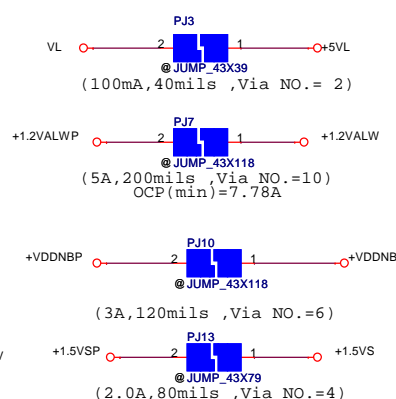 PJ3
VL 2 1 +5VL
@ JUMP_43X39
(100mA,40mils ,Via NO.= 2)
PJ7
+1.2VALWP 2 1 +1.2VALW
@ JUMP_43X118
(5A,200mils ,Via NO.=10)
OCP(min)=7.78A
PJ10
+VDDNBP 2 1 +VDDNB
@ JUMP_43X118
(3A,120mils ,Via NO.=6)
PJ13
+1.5VSP 2 1 +1.5VS
@ JUMP_43X79
(2.0A,80mils ,Via NO.=4)